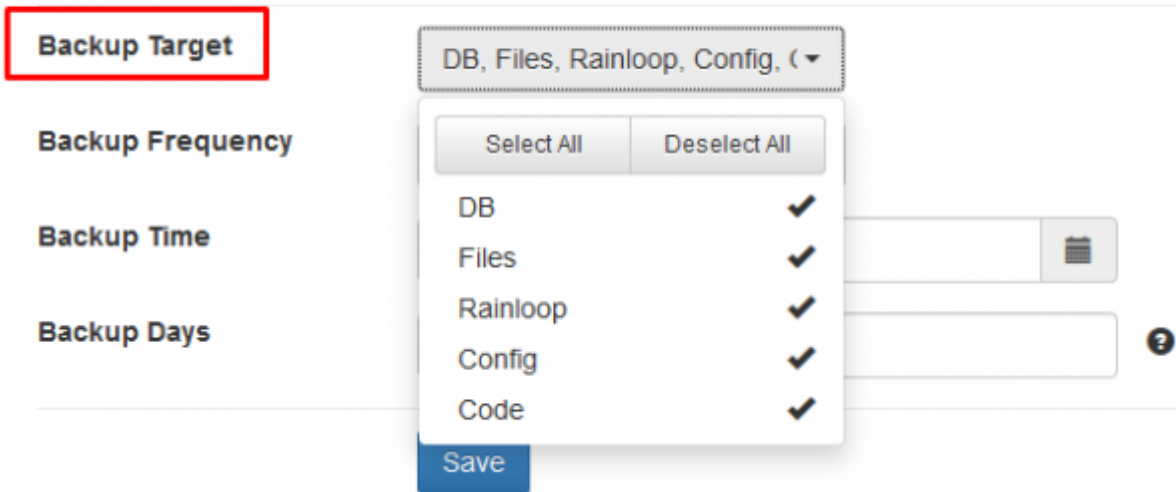 Backup Target
DB, Files, Rainloop, Config, (
Select All Deselect All
Backup Frequency
DB
Backup Time
Files
Rainloop
Backup Days
Config
Code
Save